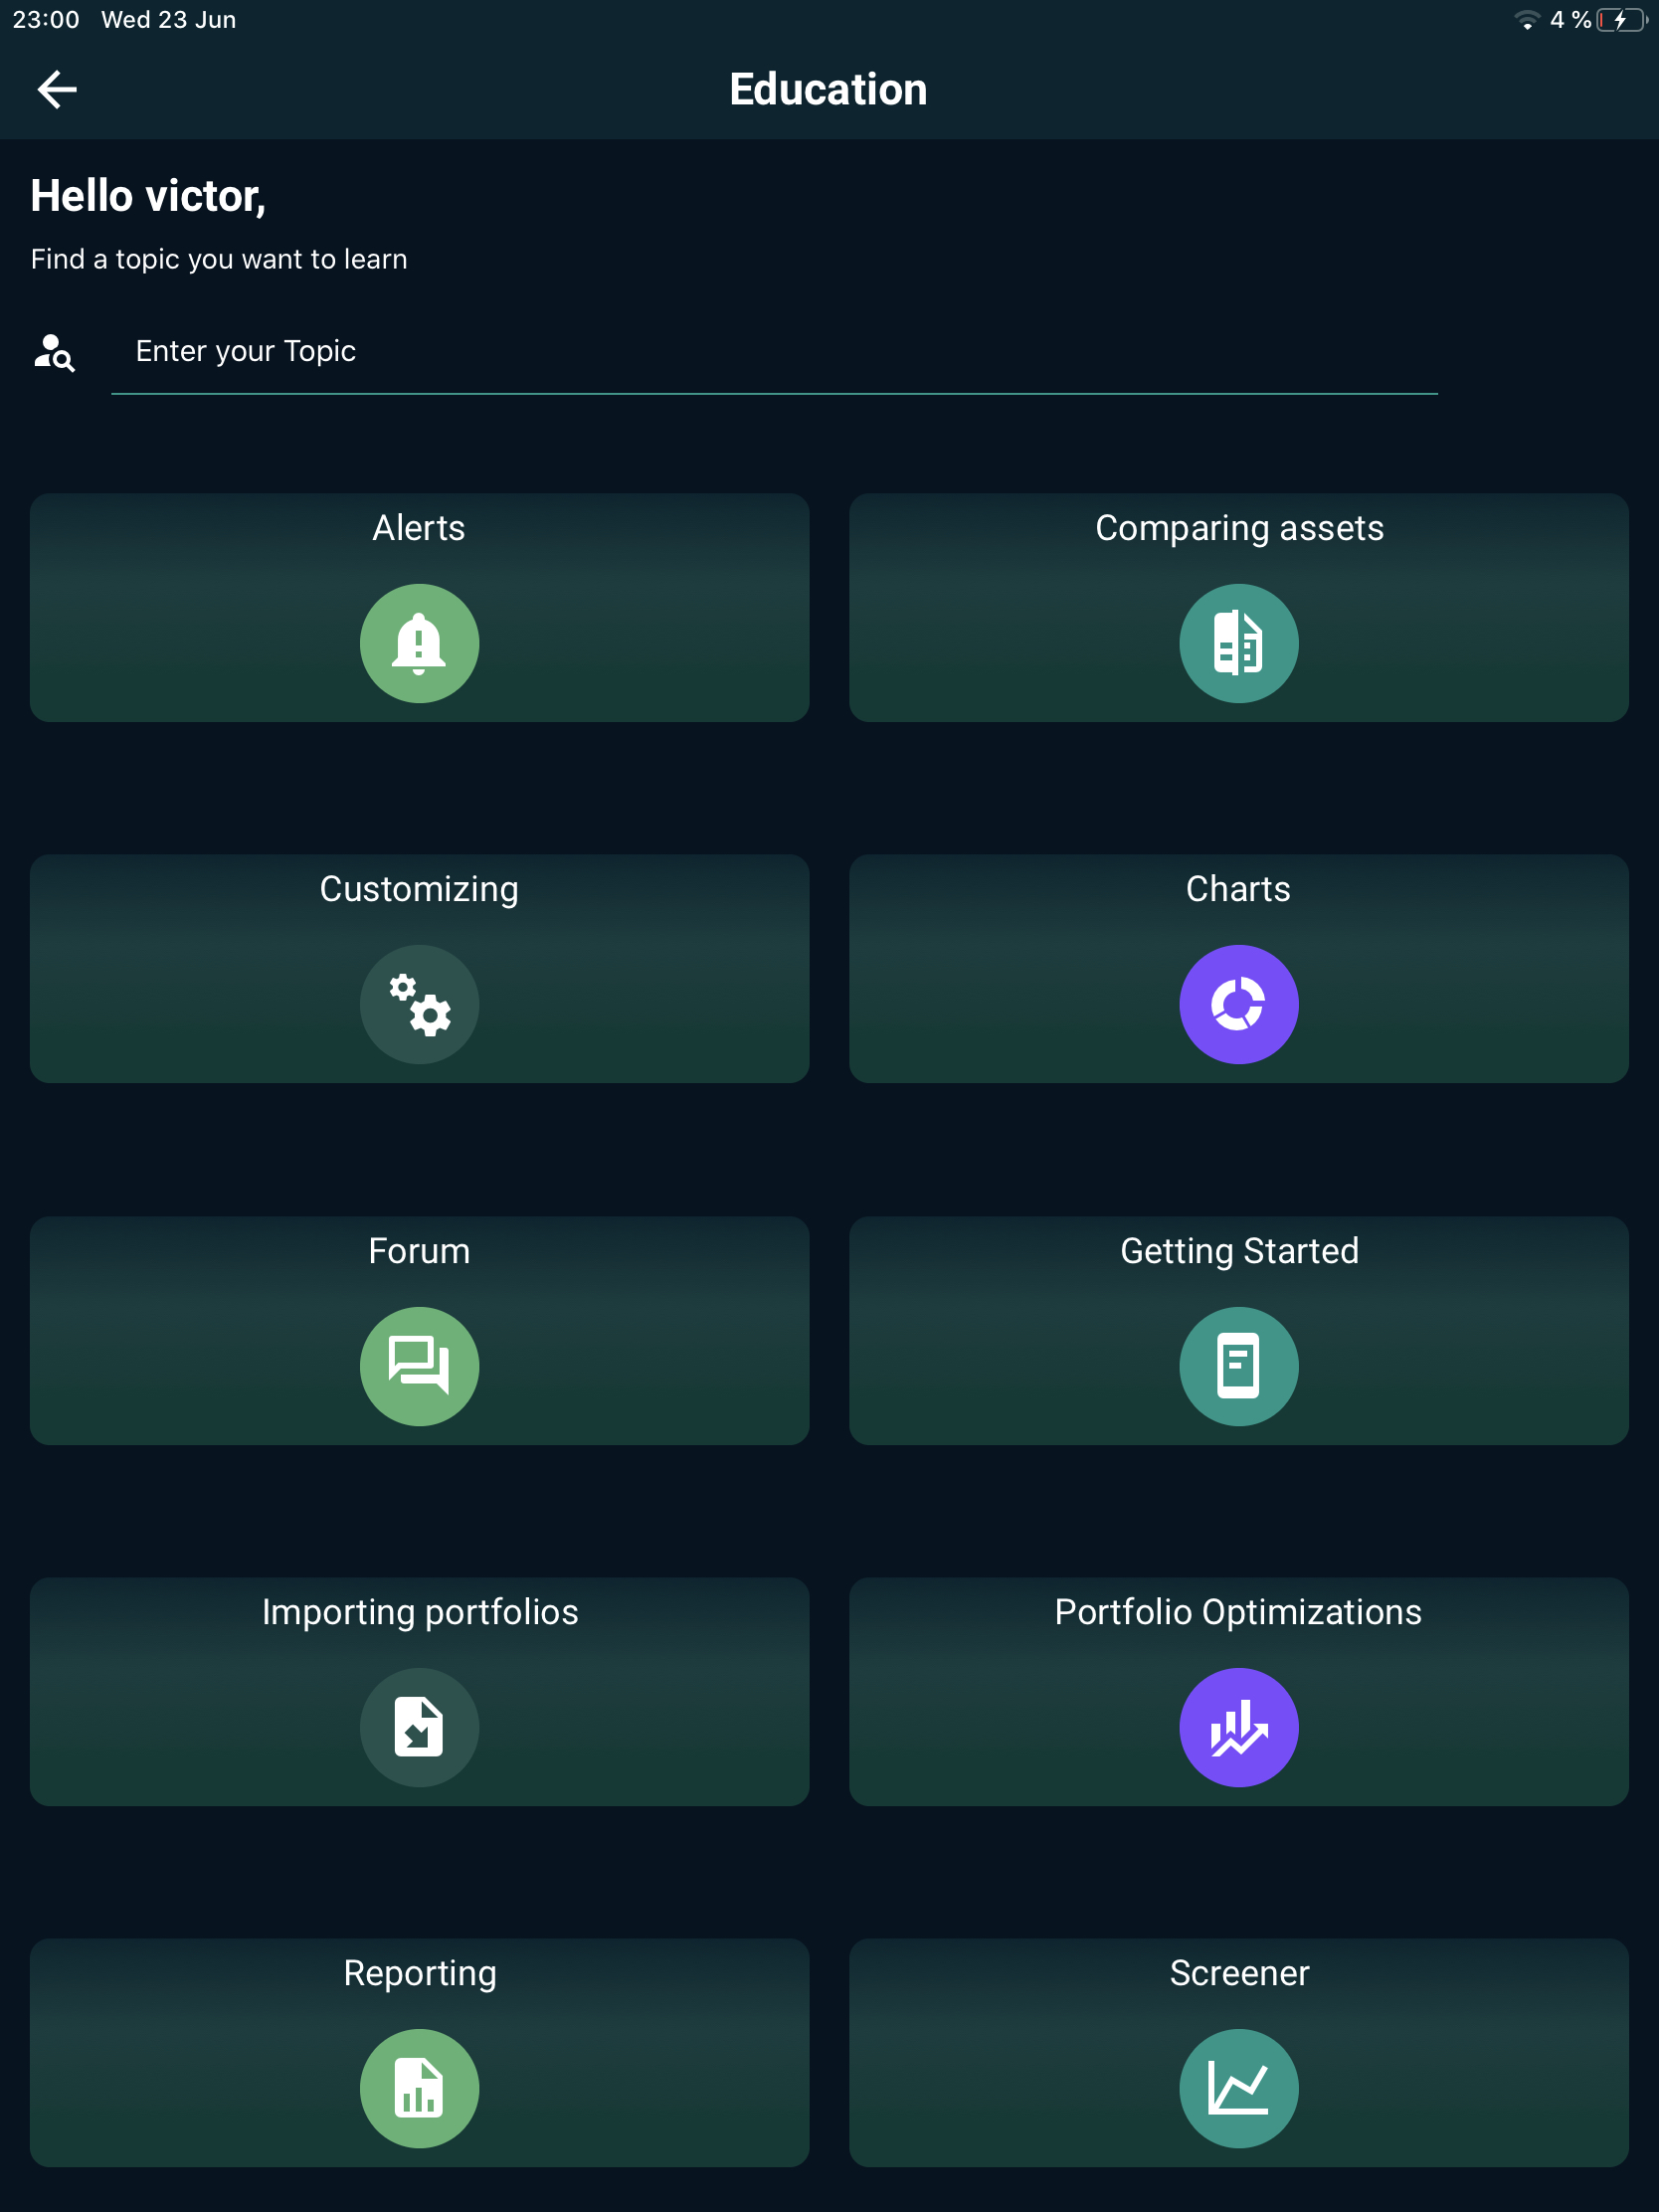 23:00 Wed 23 Jun 4 %
Education
Hello victor,
Find a topic you want to learn
Enter your Topic
Alerts
Comparing assets
Customizing
Charts
Forum
Getting Started
Importing portfolios
Portfolio Optimizations
Reporting
Screener